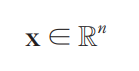 x ∈ ℝⁿ